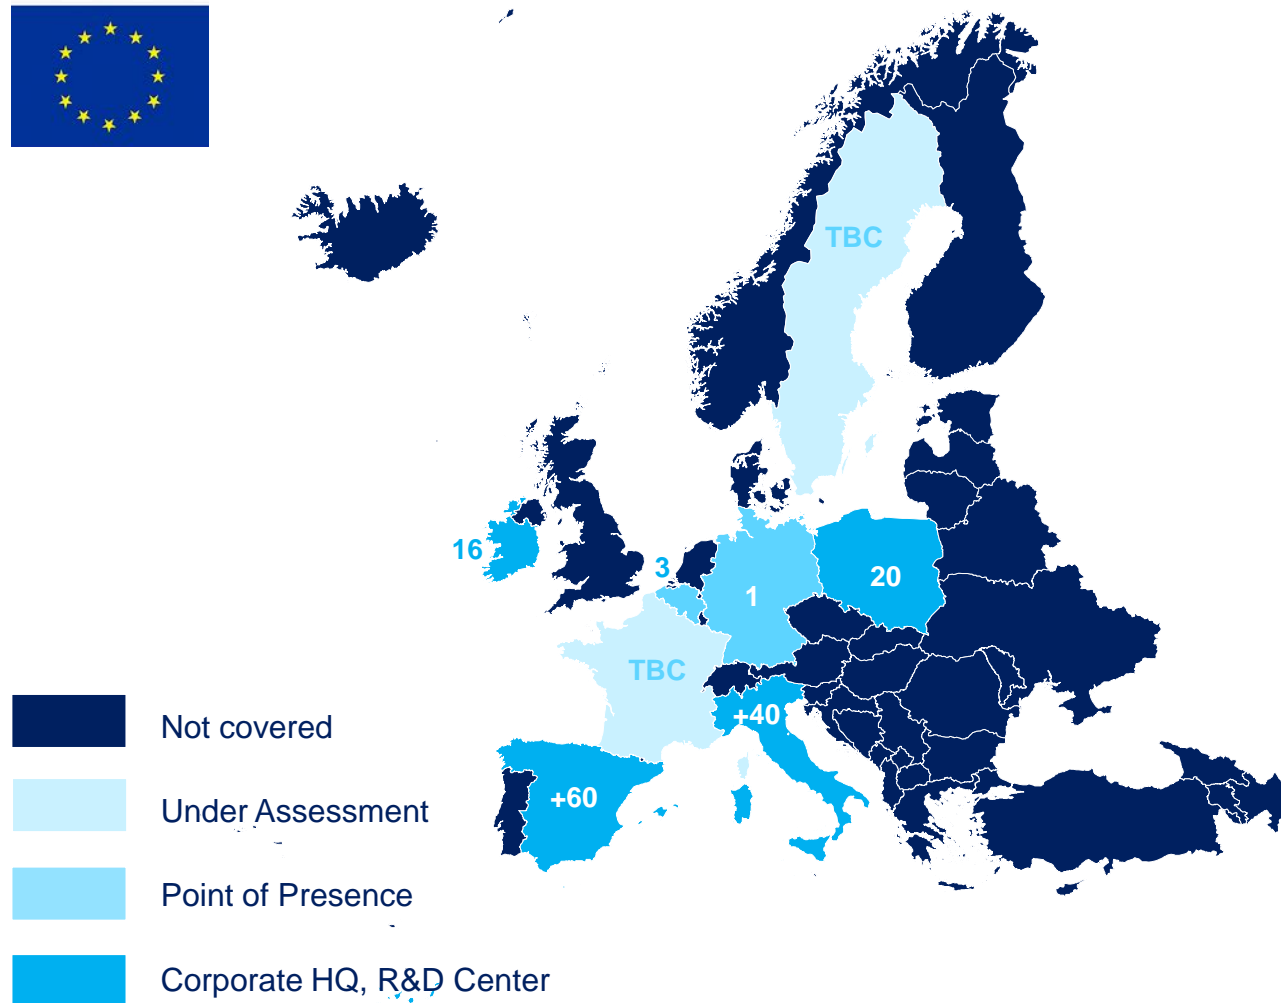 TBC
16
3
1
20
TBC
+40
+60
Not covered
Under Assessment
Point of Presence
Corporate HQ, R&D Center